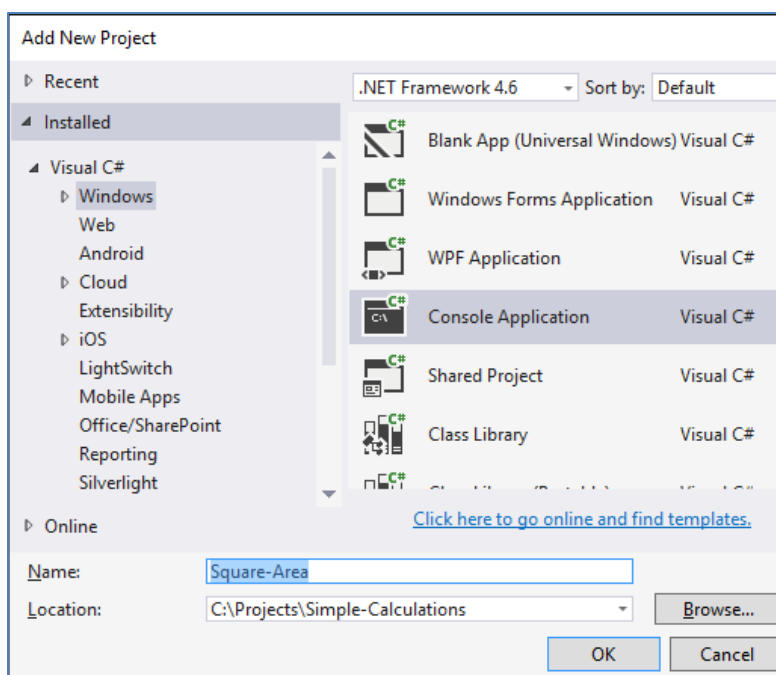 Add New Project
Recent
Installed
Visual C#
Windows
Web
Android
Cloud
Extensibility
iOS
LightSwitch
Mobile Apps
Office/SharePoint
Reporting
Silverlight
Online
.NET Framework 4.6 Sort by: Default
C# Blank App (Universal Windows) Visual C#
C# Windows Forms Application Visual C#
C# WPF Application Visual C#
C# C:\ Console Application Visual C#
C# Shared Project Visual C#
C# Class Library Visual C#
C#
Click here to go online and find templates.
Name: Square-Area
Location: C:\Projects\Simple-Calculations Browse...
OK Cancel